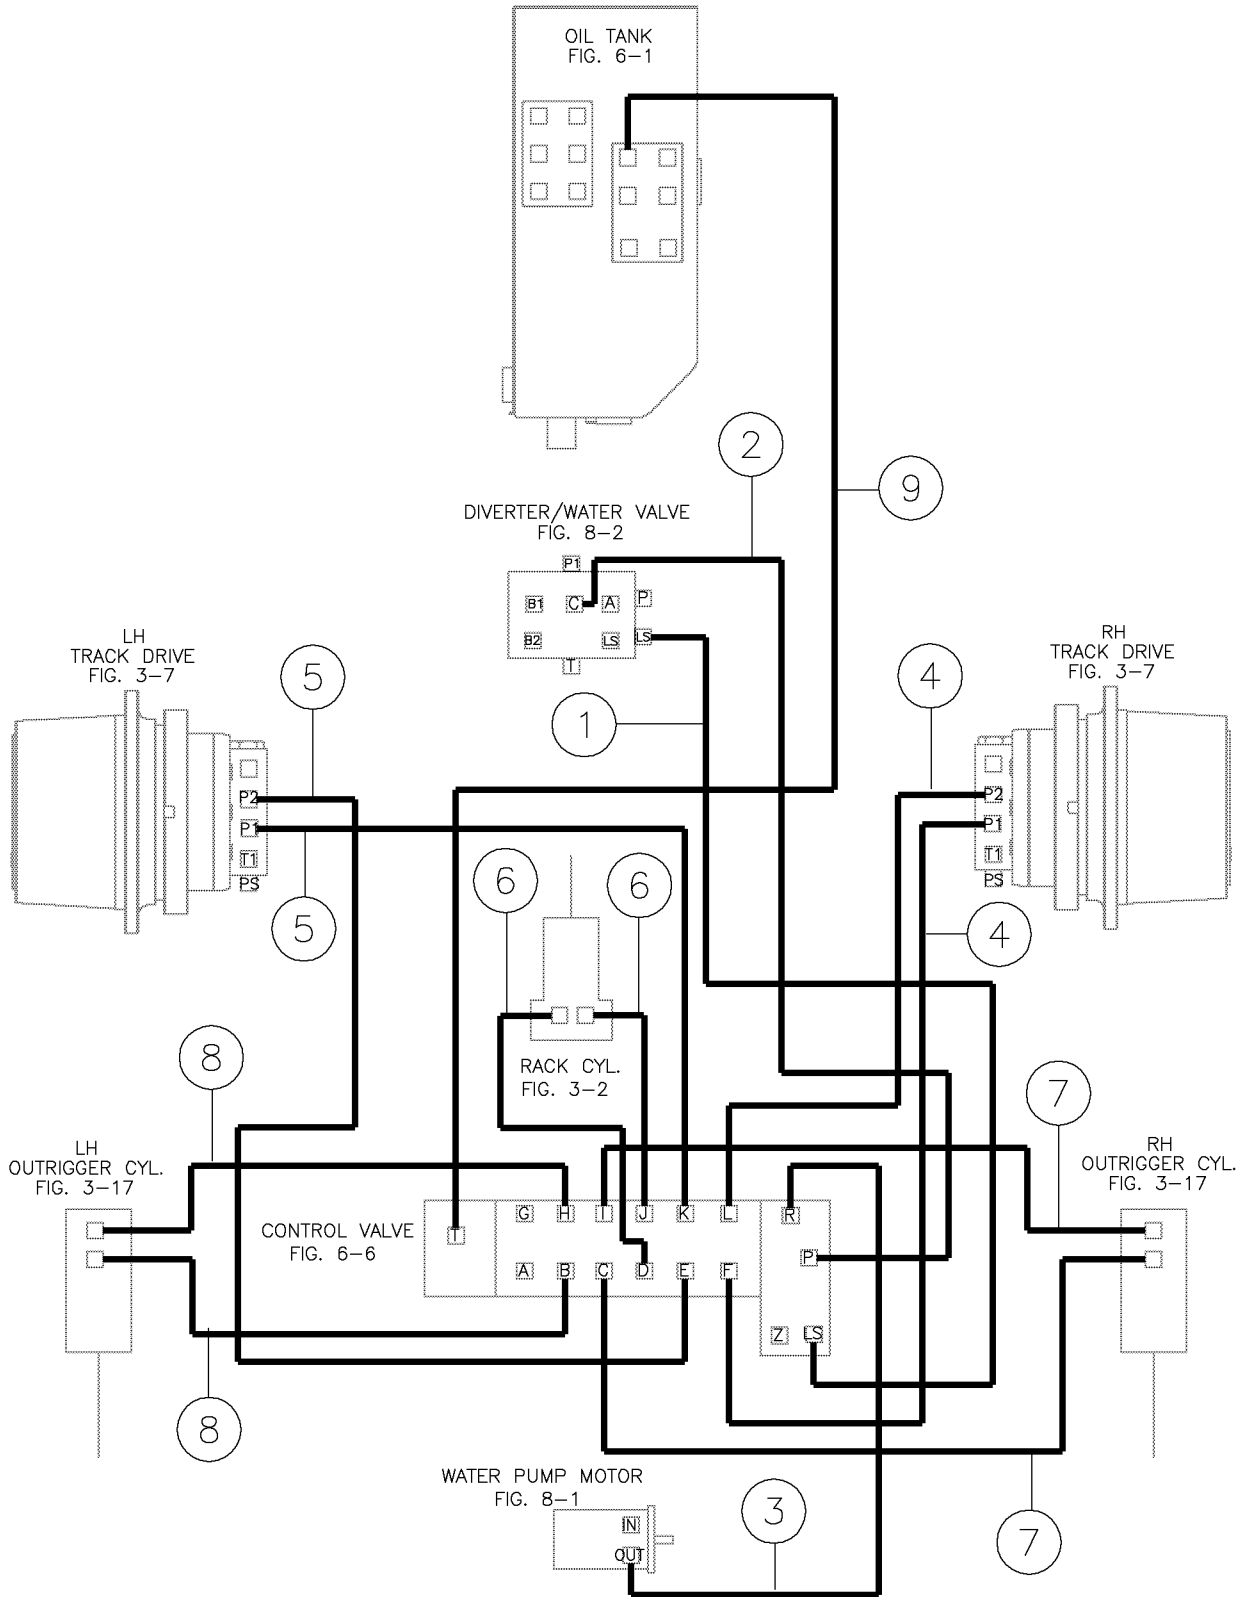 OIL TANK
FIG. 6-1
2
9
DIVERTER/WATER VALVE
FIG. 8-2
P1
B1 C A P
B2 LS LS
T
LH
TRACK DRIVE
FIG. 3-7
5
1
4
RH
TRACK DRIVE
FIG. 3-7
P2
P1
T1
PS
P2
P1
T1
PS
5
6
6
4
8
RACK CYL.
FIG. 3-2
7
LH
OUTRIGGER CYL.
FIG. 3-17
RH
OUTRIGGER CYL.
FIG. 3-17
CONTROL VALVE
FIG. 6-6
T
G H I J K L R
P
A B C D E F
Z LS
8
WATER PUMP MOTOR
FIG. 8-1
IN
OUT
3
7